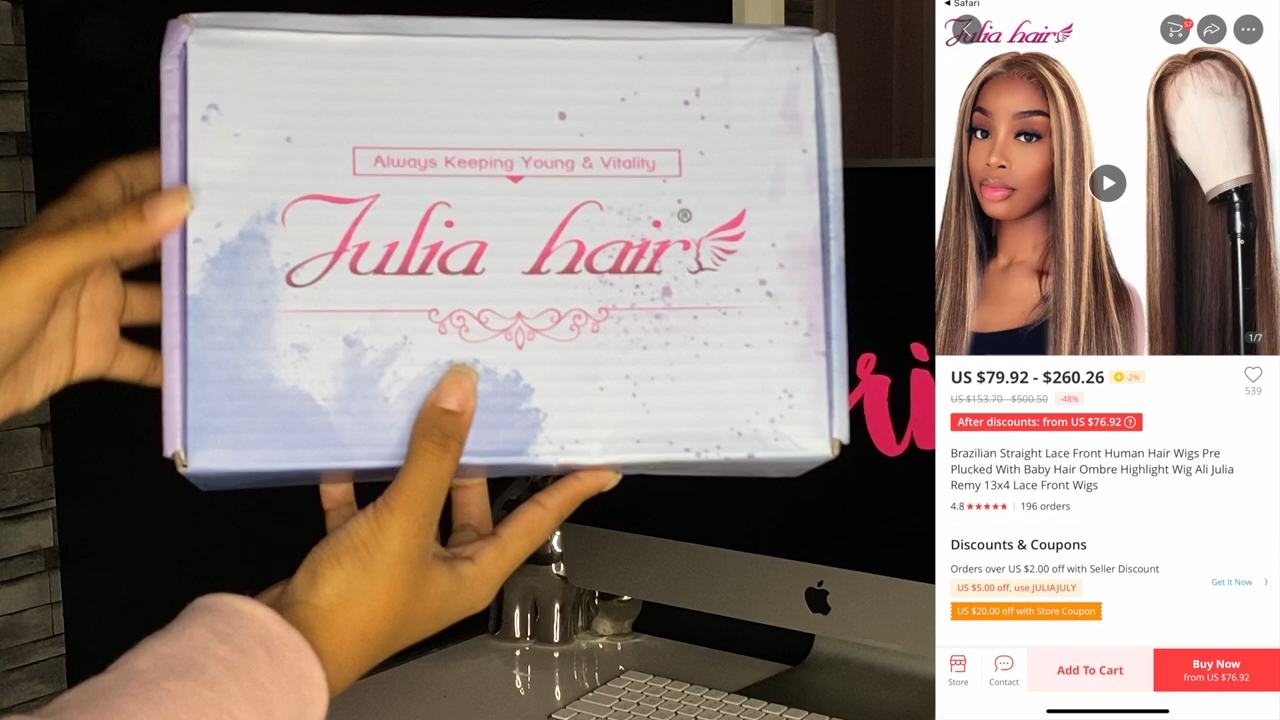 Always Keeping Young & Vitality
Julia hair®
ri
◀ Safari
Julia hair
57
1/7
US $79.92 - $260.26
-2%
539
US $153.70 - $500.50
-48%
After discounts: from US $76.92 ?
Brazilian Straight Lace Front Human Hair Wigs Pre
Plucked With Baby Hair Ombre Highlight Wig Ali Julia
Remy 13x4 Lace Front Wigs
4.8 ★★★★★ | 196 orders
Discounts & Coupons
Orders over US $2.00 off with Seller Discount
US $5.00 off, use JULIAJULY
Get It Now >
US $20.00 off with Store Coupon
Store
Contact
Add To Cart
Buy Now
from US $76.92